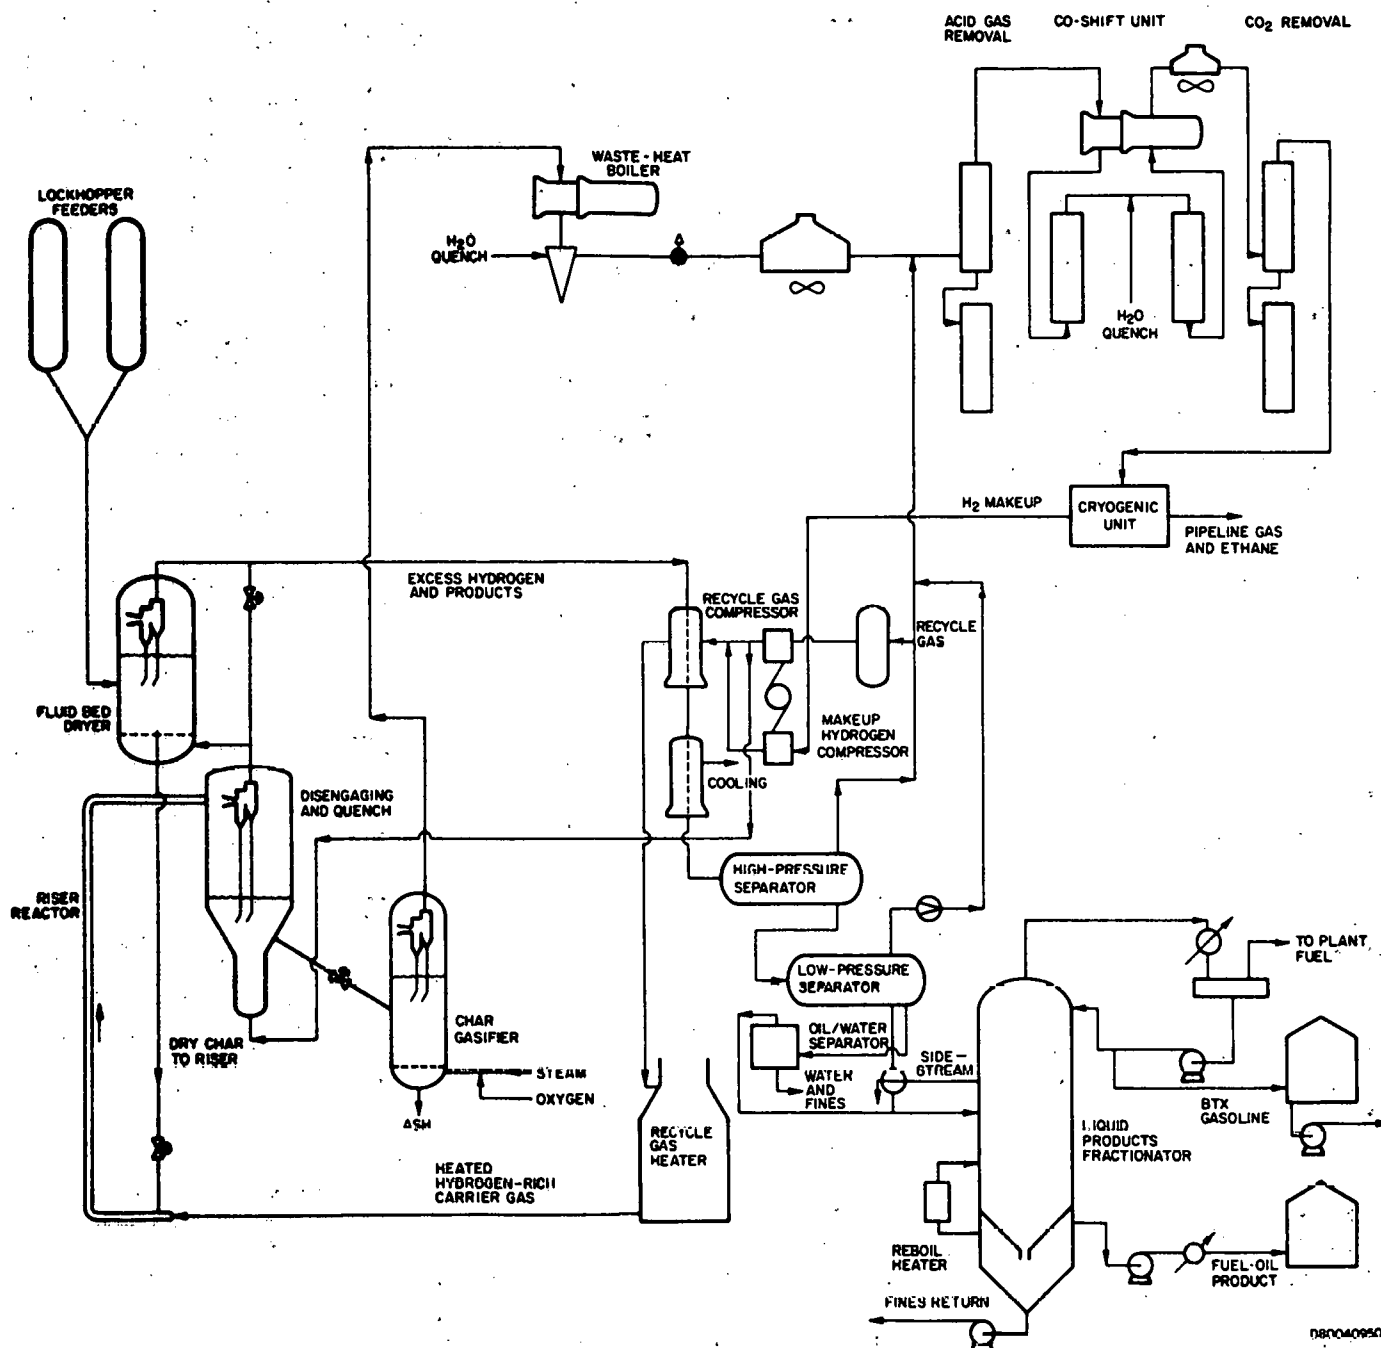 ACID GAS
REMOVAL
CO-SHIFT UNIT
CO₂ REMOVAL
WASTE-HEAT
BOILER
LOCKHOPPER
FEEDERS
H₂O
QUENCH
H₂O
QUENCH
H₂ MAKEUP
CRYOGENIC
UNIT
PIPELINE GAS
AND ETHANE
EXCESS HYDROGEN
AND PRODUCTS
RECYCLE GAS
COMPRESSOR
RECYCLE
GAS
FLUID BED
DRYER
MAKEUP
HYDROGEN
COMPRESSOR
COOLING
DISENGAGING
AND QUENCH
HIGH-PRESSURE
SEPARATOR
RISER
REACTOR
TO PLANT
FUEL
LOW-PRESSURE
SEPARATOR
CHAR
GASIFIER
OIL/WATER
SEPARATOR
DRY CHAR
TO RISER
SIDE-
STREAM
STEAM
WATER
AND
FINES
OXYGEN
BTX
GASOLINE
ASH
RECYCLE
GAS
HEATER
LIQUID
PRODUCTS
FRACTIONATOR
HEATED
HYDROGEN-RICH
CARRIER GAS
REBOIL
HEATER
FUEL-OIL
PRODUCT
FINES RETURN
D80040950